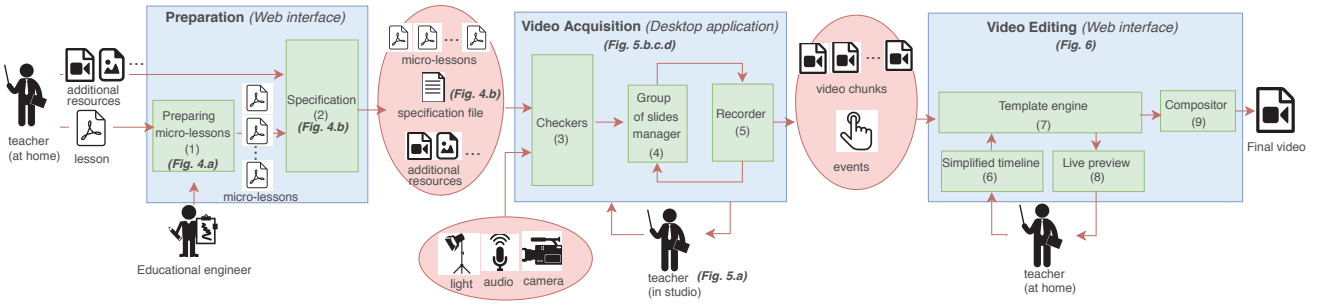 Preparation (Web interface)
additional
resources
teacher
(at home)
lesson
Preparing
micro-lessons
(1)
(Fig. 4.a)
micro-lessons
Specification
(2)
(Fig. 4.b)
Educational engineer
micro-lessons
(Fig. 4.b)
specification file
additional
resources
light
audio
camera
Video Acquisition (Desktop application)
(Fig. 5.b.c.d)
Checkers
(3)
Group
of slides
manager
(4)
Recorder
(5)
teacher
(in studio)
(Fig. 5.a)
video chunks
events
Video Editing (Web interface)
(Fig. 6)
Template engine
(7)
Compositor
(9)
Simplified timeline
(6)
Live preview
(8)
teacher
(at home)
Final video